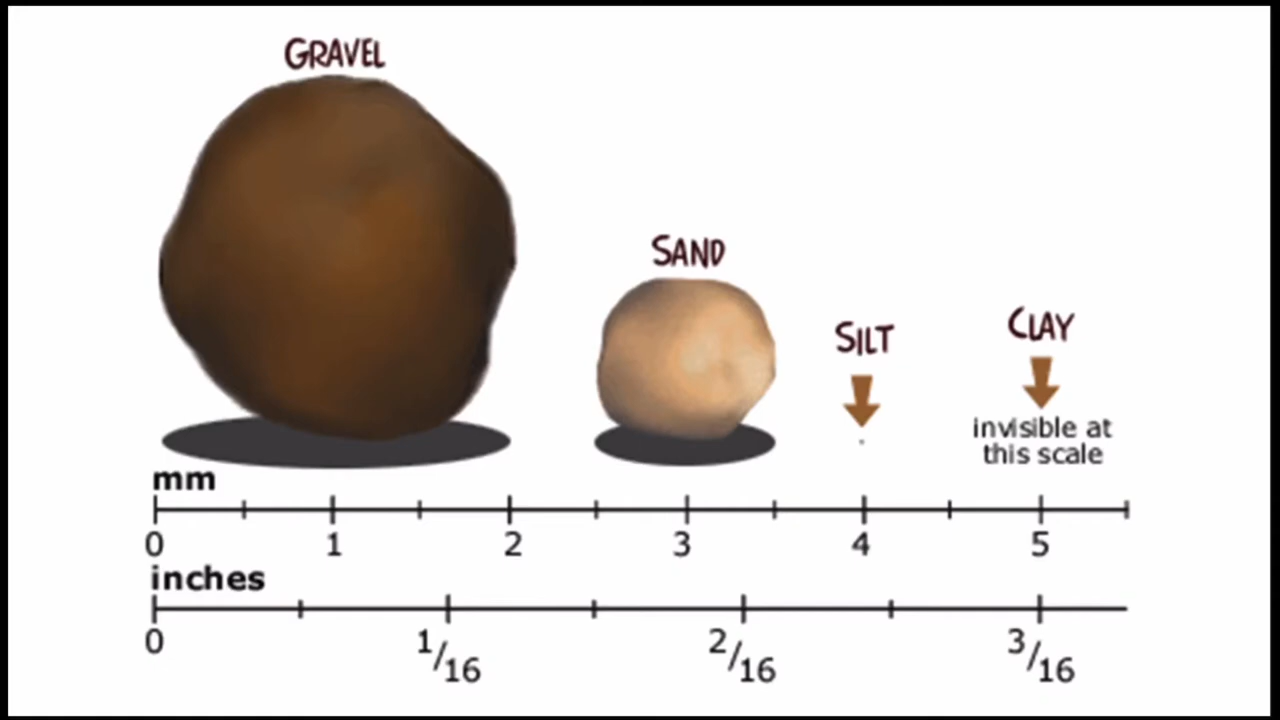 GRAVEL
SAND
SILT
CLAY
invisible at
this scale
mm
0 1 2 3 4 5
inches
0 1/16 2/16 3/16